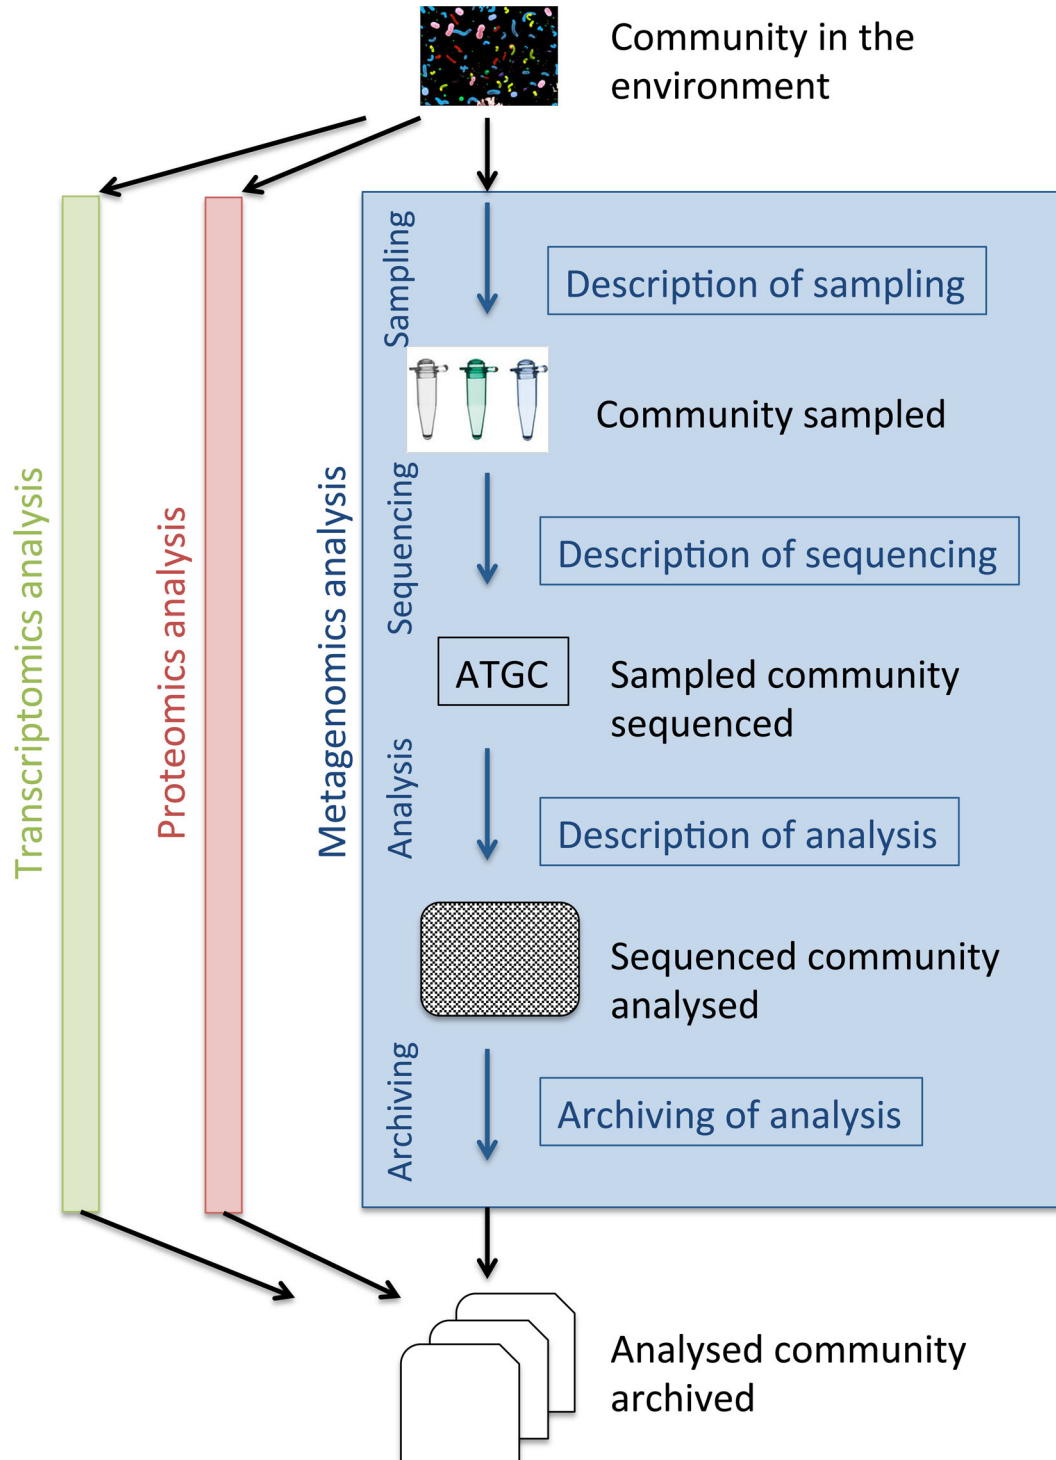 Community in the
environment
Transcriptomics analysis
Proteomics analysis
Metagenomics analysis
Sampling
Description of sampling
Community sampled
Sequencing
Description of sequencing
ATGC
Sampled community
sequenced
Analysis
Description of analysis
Sequenced community
analysed
Archiving
Archiving of analysis
Analysed community
archived